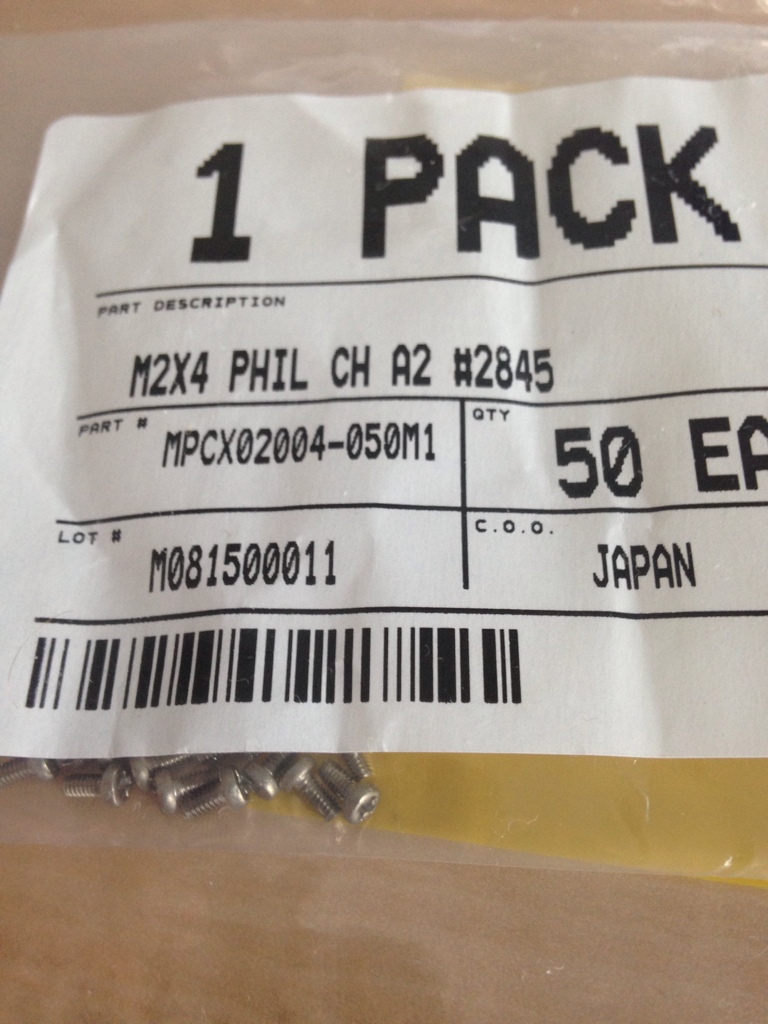 1 PACK
PART DESCRIPTION
M2X4 PHIL CH A2 #2845
PART #
MPCX02004-050M1
QTY
50 EA
LOT #
M081500011
C.O.O.
JAPAN